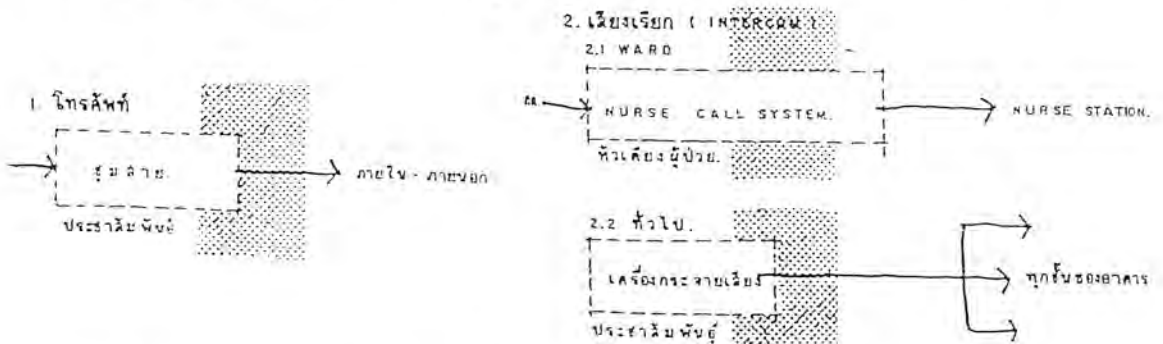 1. โทรศัพท์
ชุมสาย.
ภายใน - ภายนอก
ประชาสัมพันธ์
2. เสียงเรียก ( INTERCOM )
2.1 WARD
NURSE CALL SYSTEM.
NURSE STATION.
หัวเตียงผู้ป่วย.
2.2 ทั่วไป.
เครื่องกระจายเสียง
ทุกชั้นของอาคาร
ประชาสัมพันธ์